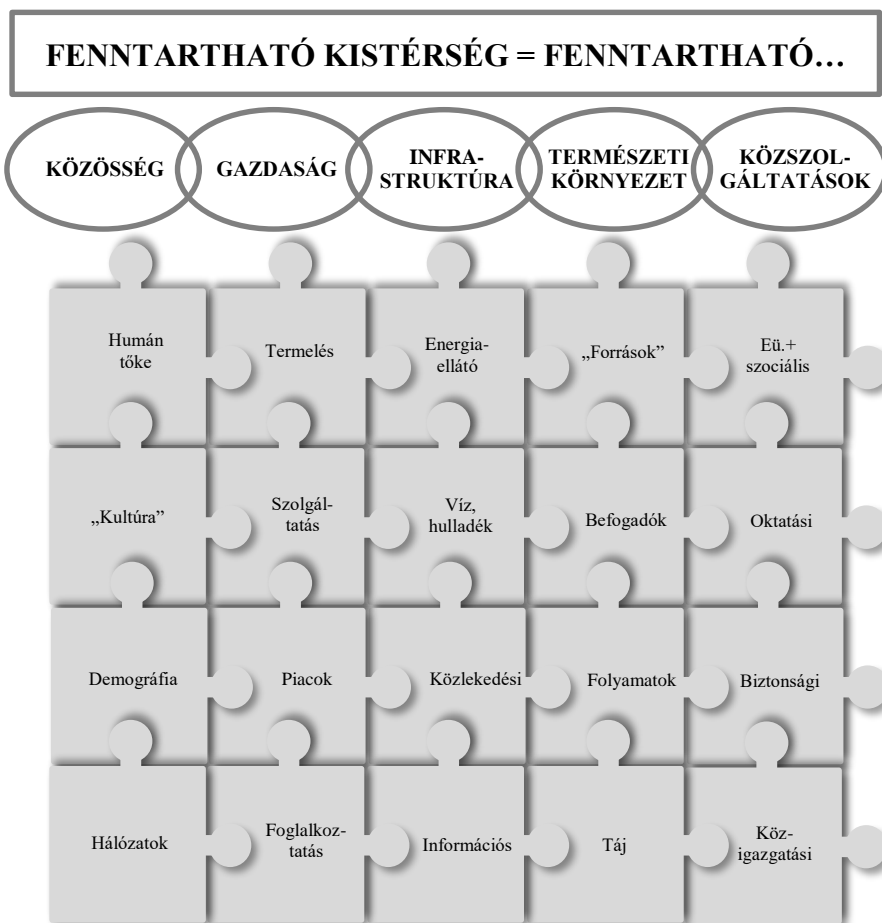 FENNTARTHATÓ KISTÉRSÉG = FENNTARTHATÓ…
KÖZÖSSÉG
GAZDASÁG
INFRA-
STRUKTÚRA
TERMÉSZETI
KÖRNYEZET
KÖZSZOL-
GÁLTATÁSOK
Humán
tőke
Termelés
Energia-
ellátó
„Források”
Eü.+
szociális
„Kultúra”
Szolgál-
tatás
Víz,
hulladék
Befogadók
Oktatási
Demográfia
Piacok
Közlekedési
Folyamatok
Biztonsági
Hálózatok
Foglalkoz-
tatás
Információs
Táj
Köz-
igazgatási